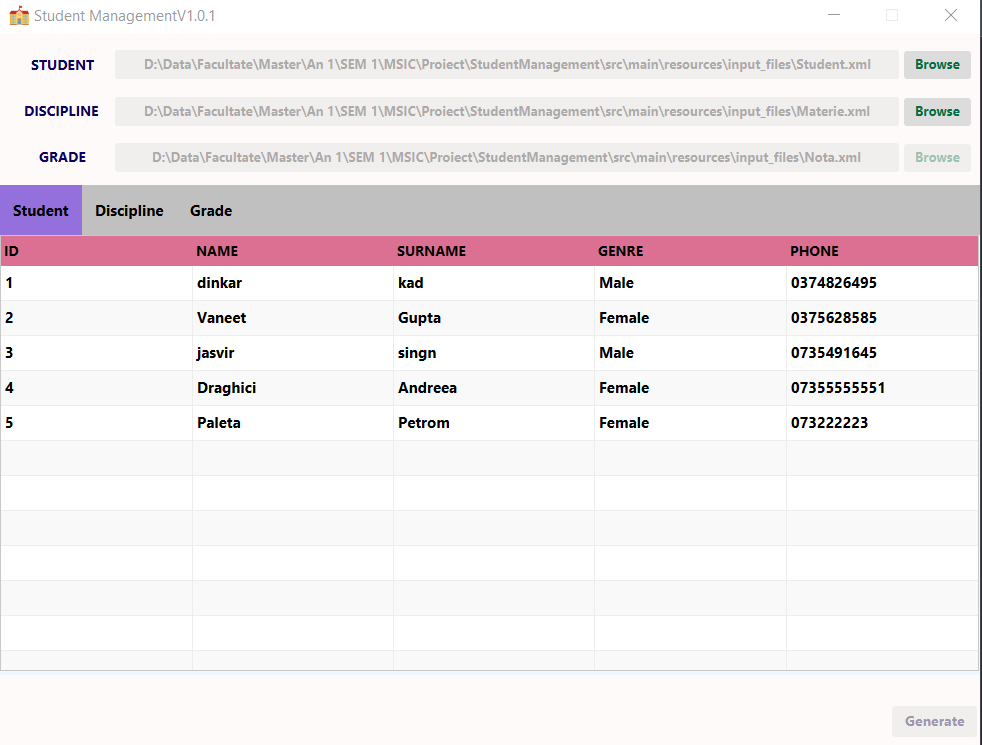 Student ManagementV1.0.1
STUDENT D:\Data\Facultate\Master\An 1\SEM 1\MSIC\Proiect\StudentManagement\src\main\resources\input_files\Student.xml Browse
DISCIPLINE D:\Data\Facultate\Master\An 1\SEM 1\MSIC\Proiect\StudentManagement\src\main\resources\input_files\Materie.xml Browse
GRADE D:\Data\Facultate\Master\An 1\SEM 1\MSIC\Proiect\StudentManagement\src\main\resources\input_files\Nota.xml Browse
Student Discipline Grade
ID NAME SURNAME GENRE PHONE
1 dinkar kad Male 0374826495
2 Vaneet Gupta Female 0375628585
3 jasvir singn Male 0735491645
4 Draghici Andreea Female 07355555551
5 Paleta Petrom Female 073222223
Generate